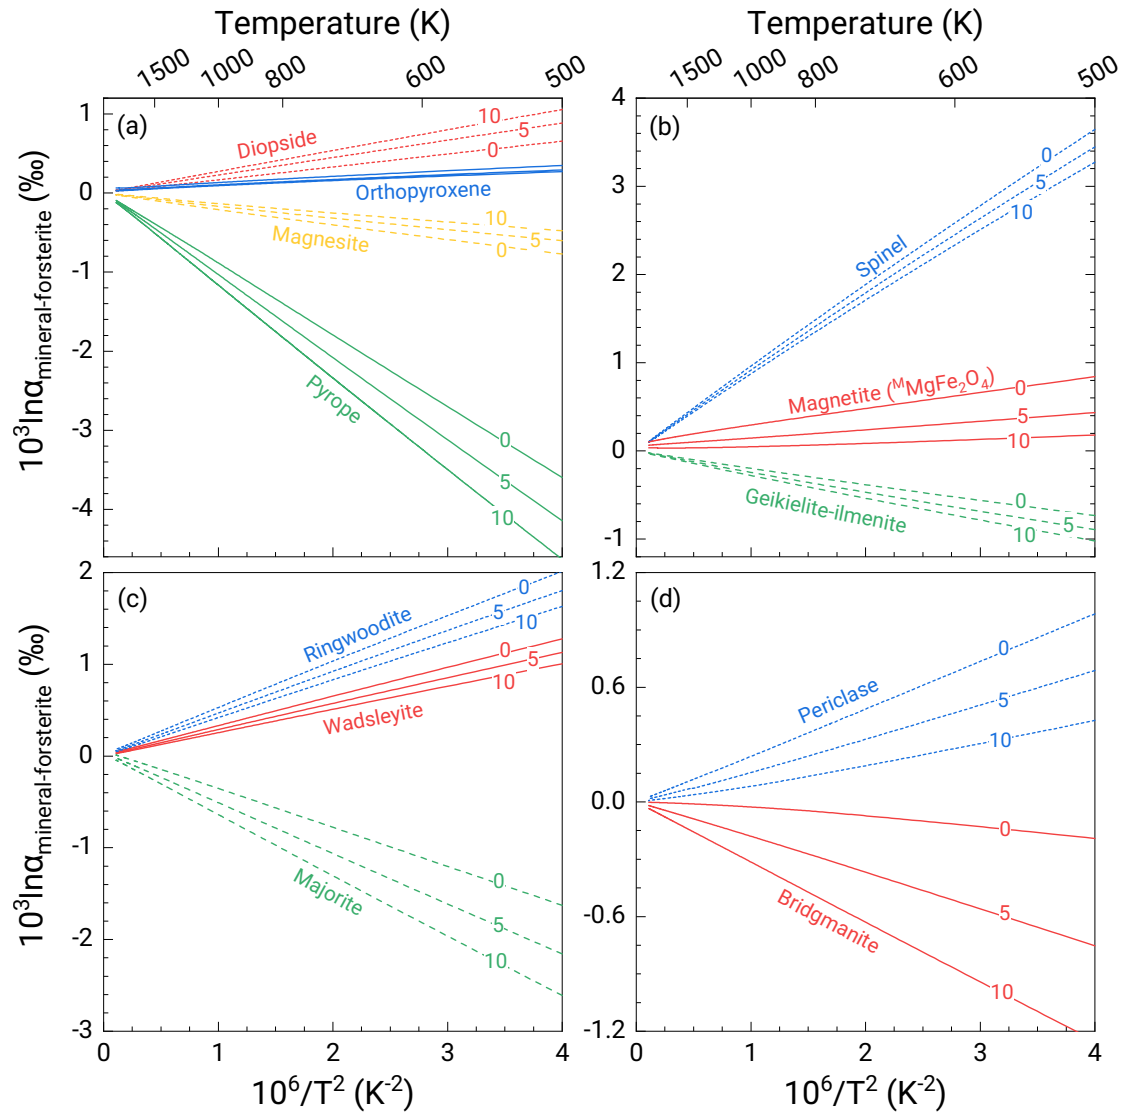 Temperature (K)
Temperature (K)
1500 1000 800 600 500
1500 1000 800 600 500
10³lnα mineral-forsterite (‰)
1
0
-1
-2
-3
-4
(a)
Diopside
10
5
0
Orthopyroxene
10
5
0
Magnesite
Pyrope
0
5
10
4
3
2
1
0
-1
(b)
0
5
10
Spinel
Magnetite (ᴹMgFe₂O₄)
0
5
10
Geikielite-ilmenite
0
5
10
10³lnα mineral-forsterite (‰)
2
1
0
-1
-2
-3
(c)
Ringwoodite
0
5
10
0
5
10
Wadsleyite
Majorite
0
5
10
0 1 2 3 4
10⁶/T² (K⁻²)
1.2
0.6
0.0
-0.6
-1.2
(d)
Periclase
0
5
10
0
5
10
Bridgmanite
0 1 2 3 4
10⁶/T² (K⁻²)